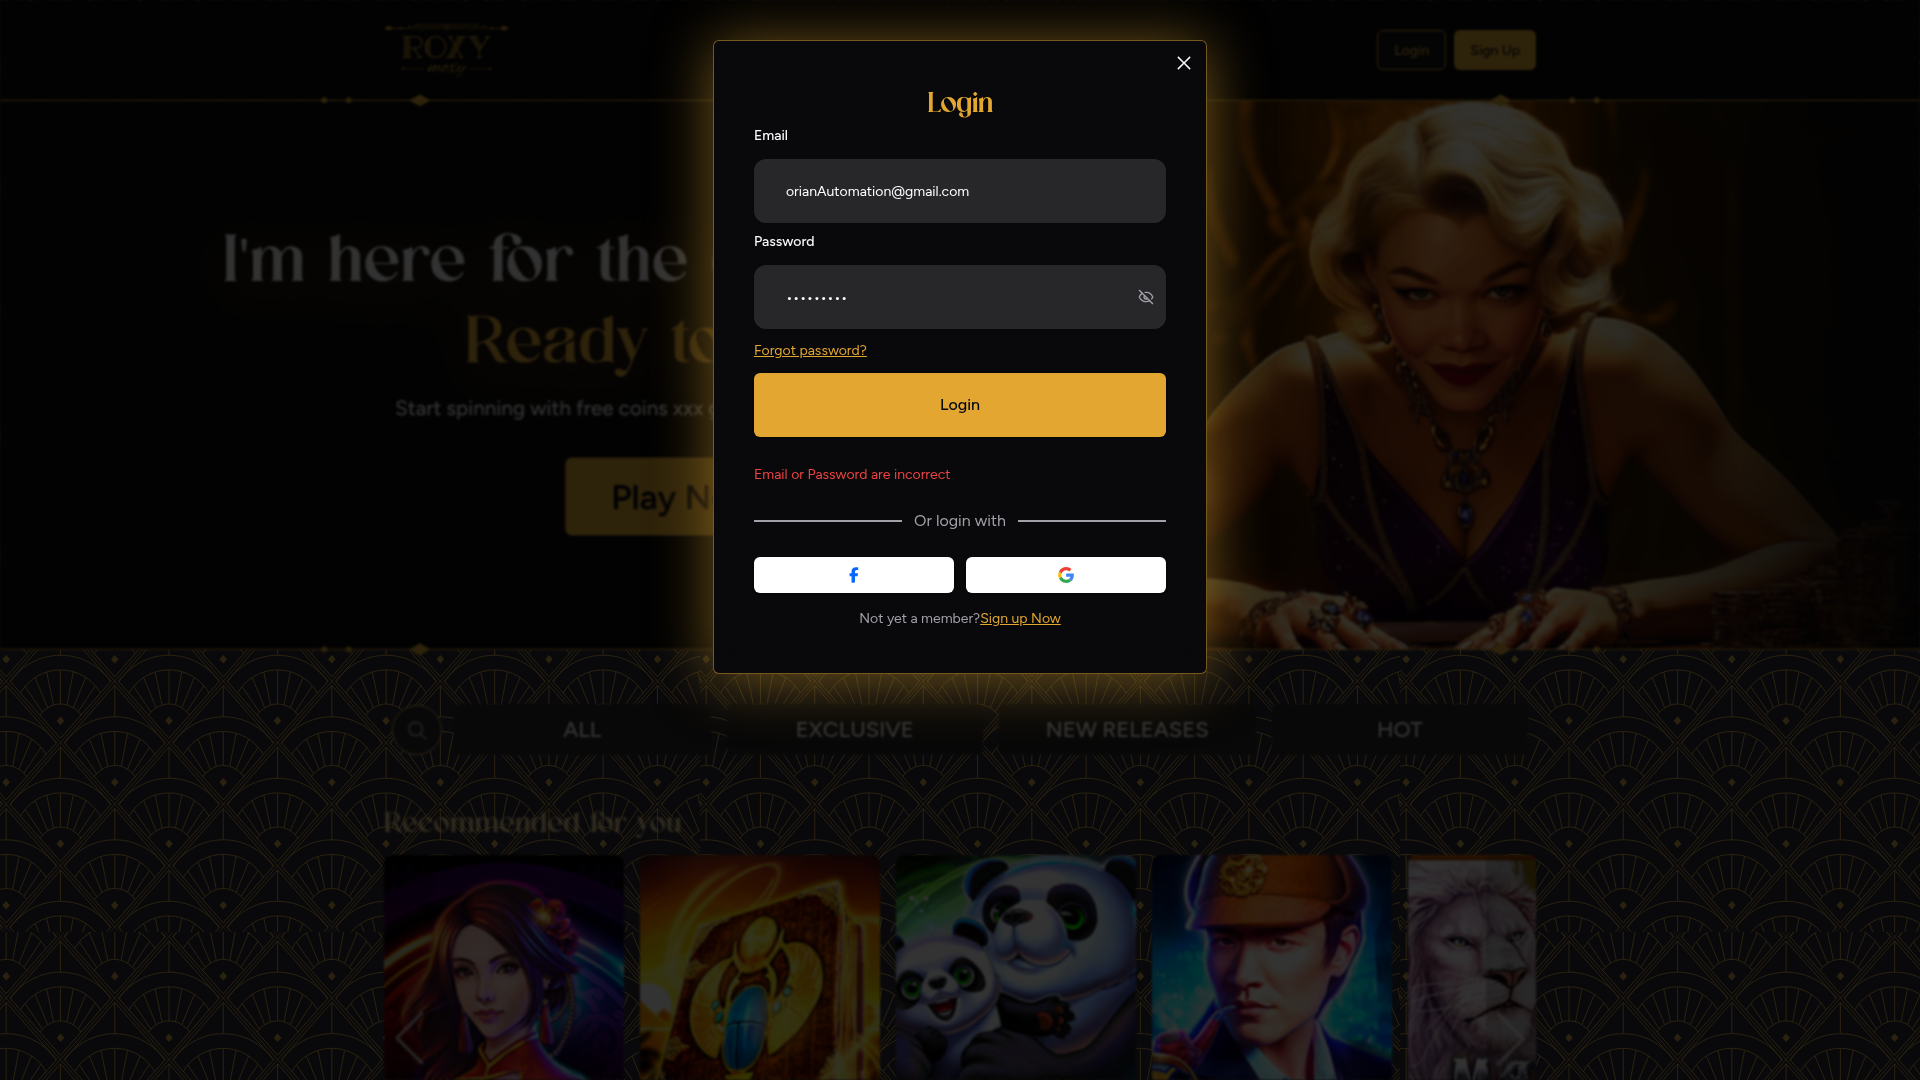 ROXY
moxy
Login
Sign Up
Login
Email
orianAutomation@gmail.com
Password
•••••••••
Forgot password?
Login
Email or Password are incorrect
Or login with
Not yet a member?Sign up Now
I'm here for the
Ready to
Start spinning with free coins xxx
Play N
ALL
EXCLUSIVE
NEW RELEASES
HOT
Recommended for you